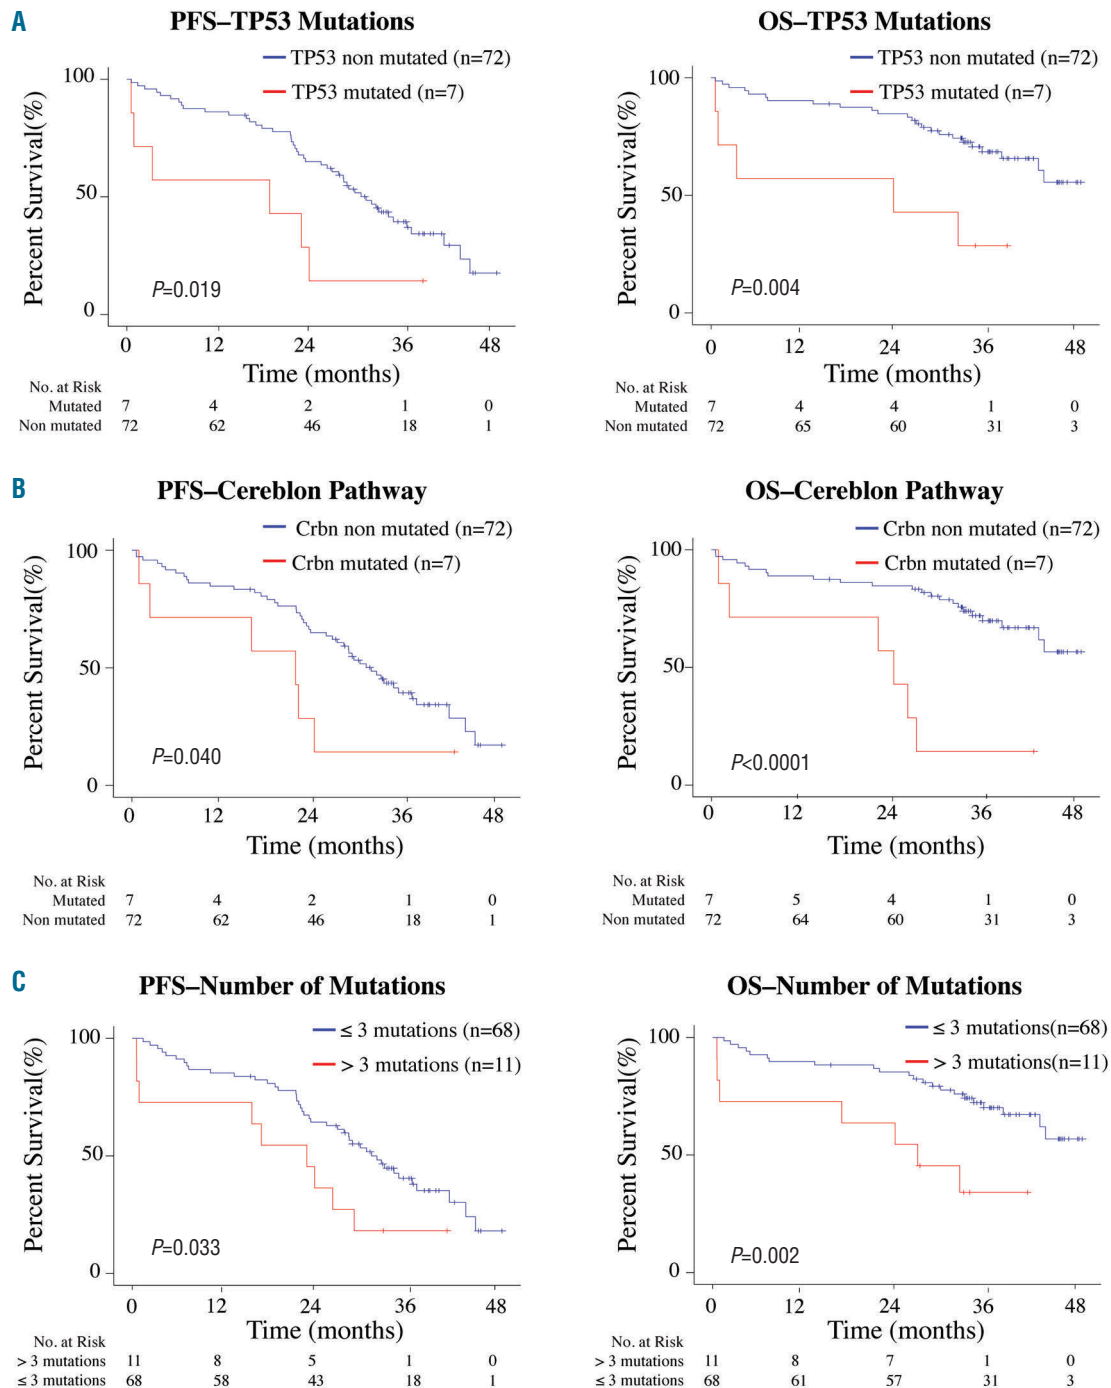 A
PFS–TP53 Mutations
TP53 non mutated (n=72)
TP53 mutated (n=7)
Percent Survival(%)
100
50
0
P=0.019
0 12 24 36 48
Time (months)
No. at Risk
Mutated 7 4 2 1 0
Non mutated 72 62 46 18 1
OS–TP53 Mutations
TP53 non mutated (n=72)
TP53 mutated (n=7)
Percent Survival(%)
100
50
0
P=0.004
0 12 24 36 48
Time (months)
No. at Risk
Mutated 7 4 4 1 0
Non mutated 72 65 60 31 3
B
PFS–Cereblon Pathway
Crbn non mutated (n=72)
Crbn mutated (n=7)
Percent Survival(%)
100
50
0
P=0.040
0 12 24 36 48
Time (months)
No. at Risk
Mutated 7 4 2 1 0
Non mutated 72 62 46 18 1
OS–Cereblon Pathway
Crbn non mutated (n=72)
Crbn mutated (n=7)
Percent Survival(%)
100
50
0
P<0.0001
0 12 24 36 48
Time (months)
No. at Risk
Mutated 7 5 4 1 0
Non mutated 72 64 60 31 3
C
PFS–Number of Mutations
≤ 3 mutations (n=68)
> 3 mutations (n=11)
Percent Survival(%)
100
50
0
P=0.033
0 12 24 36 48
Time (months)
No. at Risk
> 3 mutations 11 8 5 1 0
≤ 3 mutations 68 58 43 18 1
OS–Number of Mutations
≤ 3 mutations(n=68)
> 3 mutations(n=11)
Percent Survival(%)
100
50
0
P=0.002
0 12 24 36 48
Time (months)
No. at Risk
> 3 mutations 11 8 7 1 0
≤ 3 mutations 68 61 57 31 3